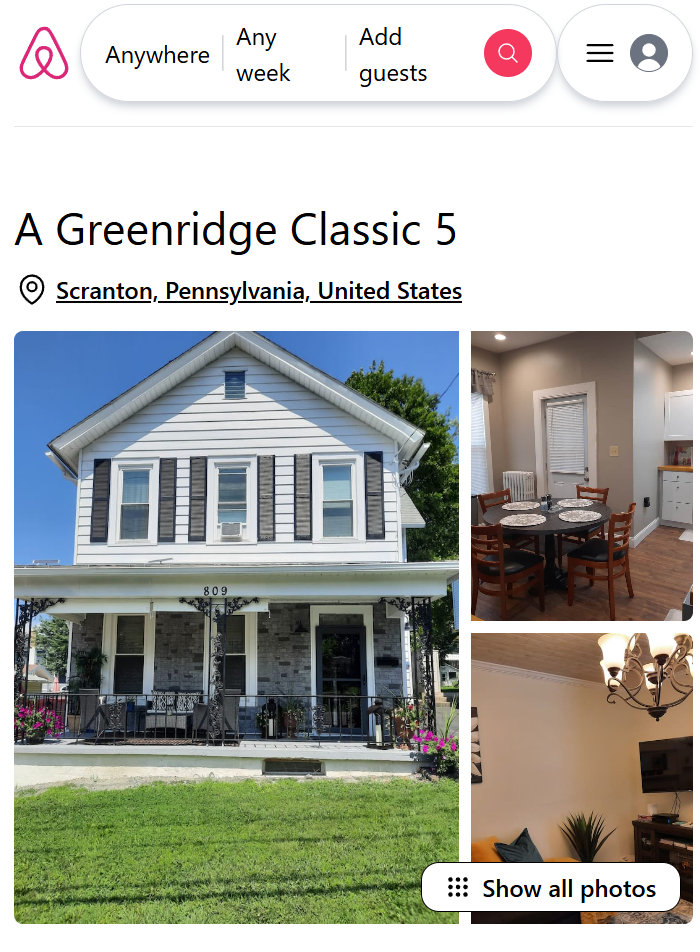 Anywhere
Any
week
Add
guests
A Greenridge Classic 5
Scranton, Pennsylvania, United States
809
Show all photos